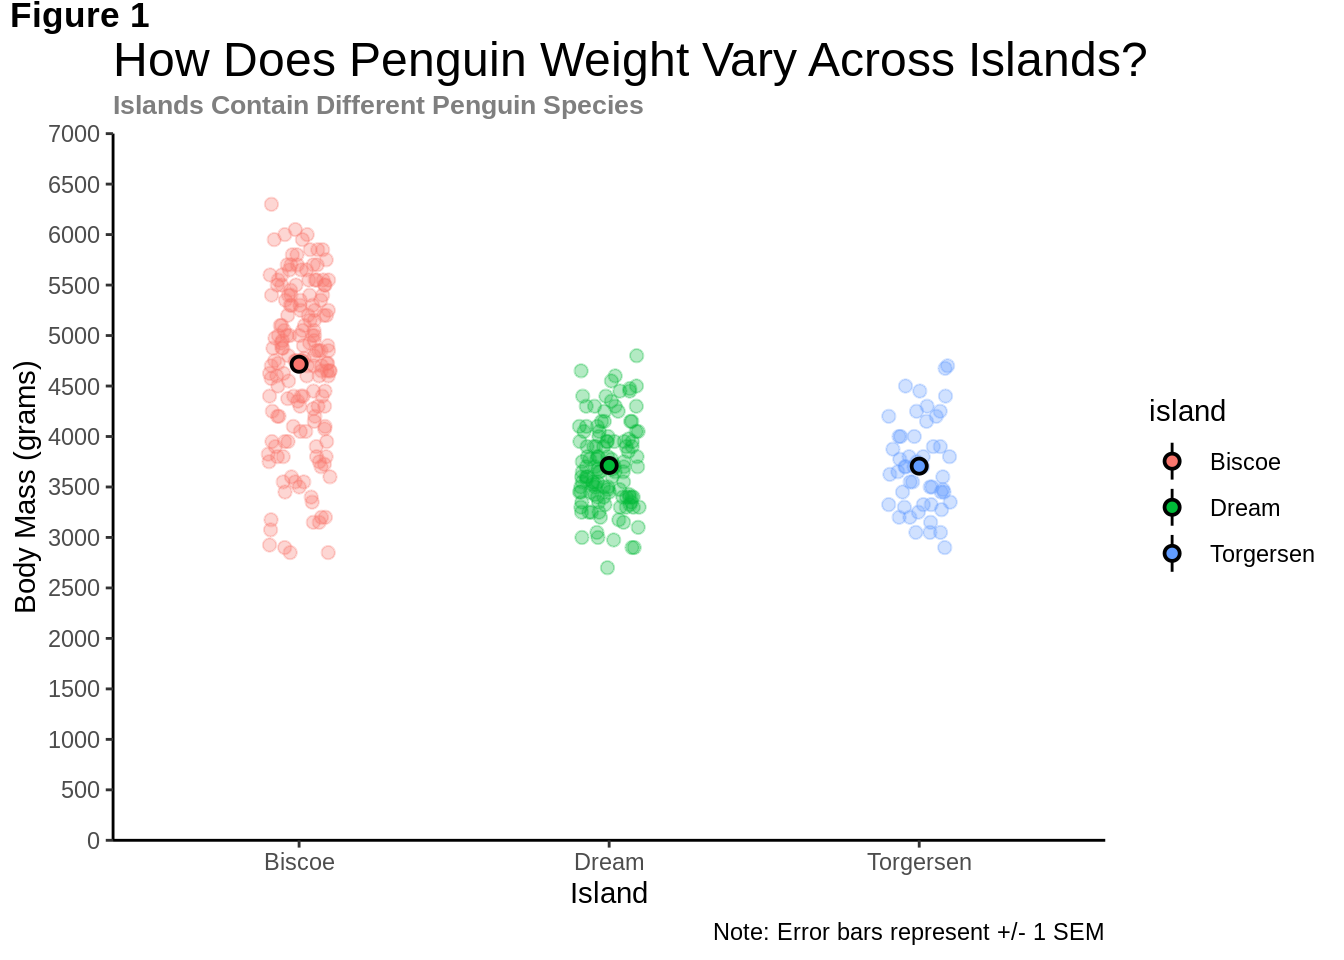 Figure 1
How Does Penguin Weight Vary Across Islands?
Islands Contain Different Penguin Species
7000
6500
6000
5500
5000
4500
4000
3500
3000
2500
2000
1500
1000
500
0
Body Mass (grams)
Biscoe Dream Torgersen
Island
island
Biscoe
Dream
Torgersen
Note: Error bars represent +/- 1 SEM